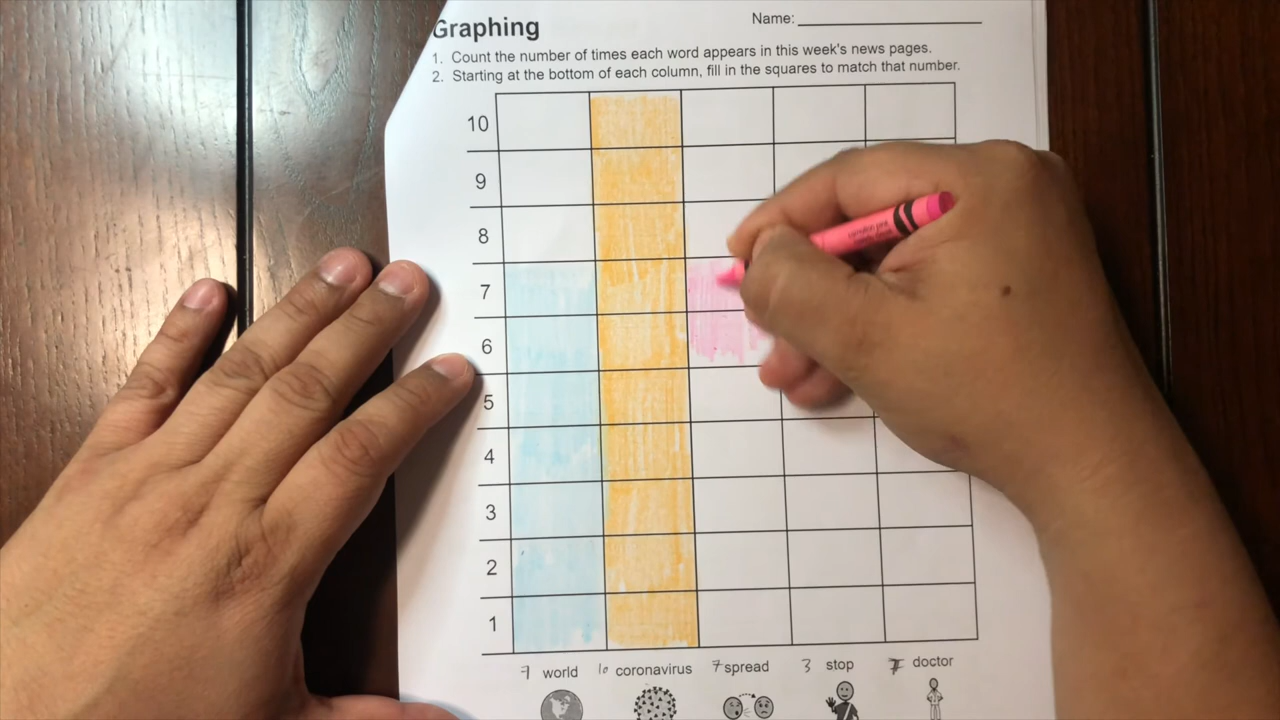 Graphing
Name:
1. Count the number of times each word appears in this week's news pages.
2. Starting at the bottom of each column, fill in the squares to match that number.
10
9
8
7
6
5
4
3
2
1
7 world 10 coronavirus 7 spread 3 stop 7 doctor